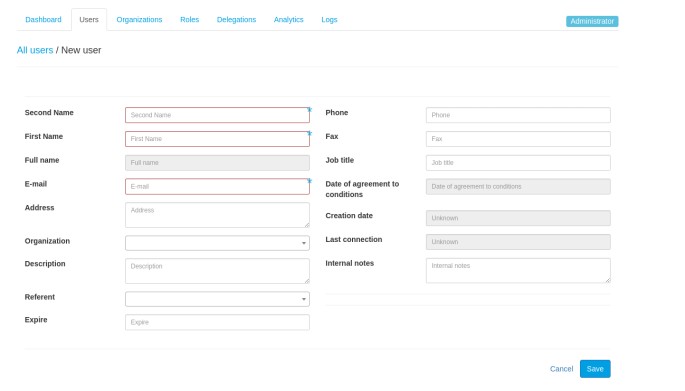 Dashboard Users Organizations Roles Delegations Analytics Logs Administrator
All users / New user
Second Name Second Name *
First Name First Name *
Full name Full name
E-mail E-mail *
Address Address
Organization
Description Description
Referent
Expire Expire
Phone Phone
Fax Fax
Job title Job title
Date of agreement to Date of agreement to conditions
conditions
Creation date Unknown
Last connection Unknown
Internal notes Internal notes
Cancel Save